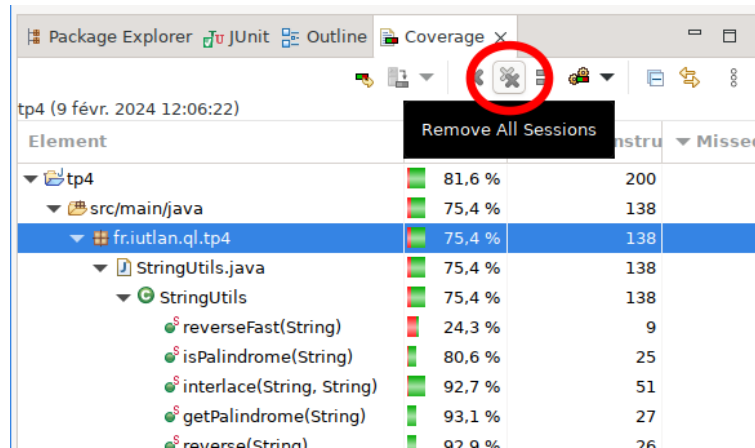 Package Explorer JUnit Outline Coverage
tp4 (9 févr. 2024 12:06:22)
Remove All Sessions
Element nstru Missed
tp4 81,6 % 200
src/main/java 75,4 % 138
fr.iutlan.ql.tp4 75,4 % 138
StringUtils.java 75,4 % 138
StringUtils 75,4 % 138
reverseFast(String) 24,3 % 9
isPalindrome(String) 80,6 % 25
interlace(String, String) 92,7 % 51
getPalindrome(String) 93,1 % 27
reverse(String) 92,9 % 26